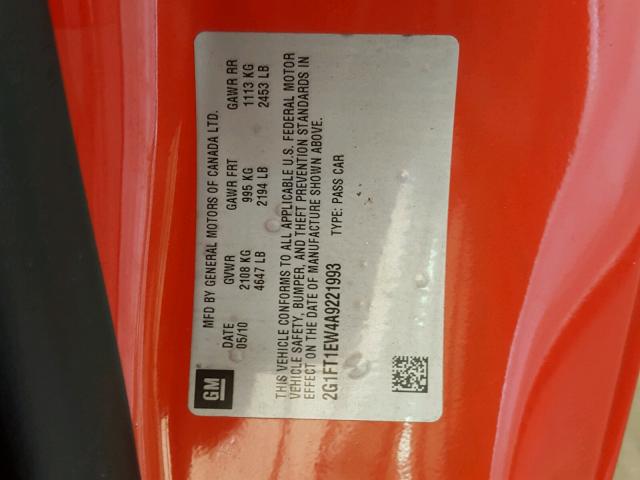 GM
MFD BY GENERAL MOTORS OF CANADA LTD.
DATE GVWR GAWR FRT GAWR RR
05/10 2108 KG 995 KG 1113 KG
4647 LB 2194 LB 2453 LB
THIS VEHICLE CONFORMS TO ALL APPLICABLE U.S. FEDERAL MOTOR
VEHICLE SAFETY, BUMPER, AND THEFT PREVENTION STANDARDS IN
EFFECT ON THE DATE OF MANUFACTURE SHOWN ABOVE.
2G1FT1EW4A9221993 TYPE: PASS CAR